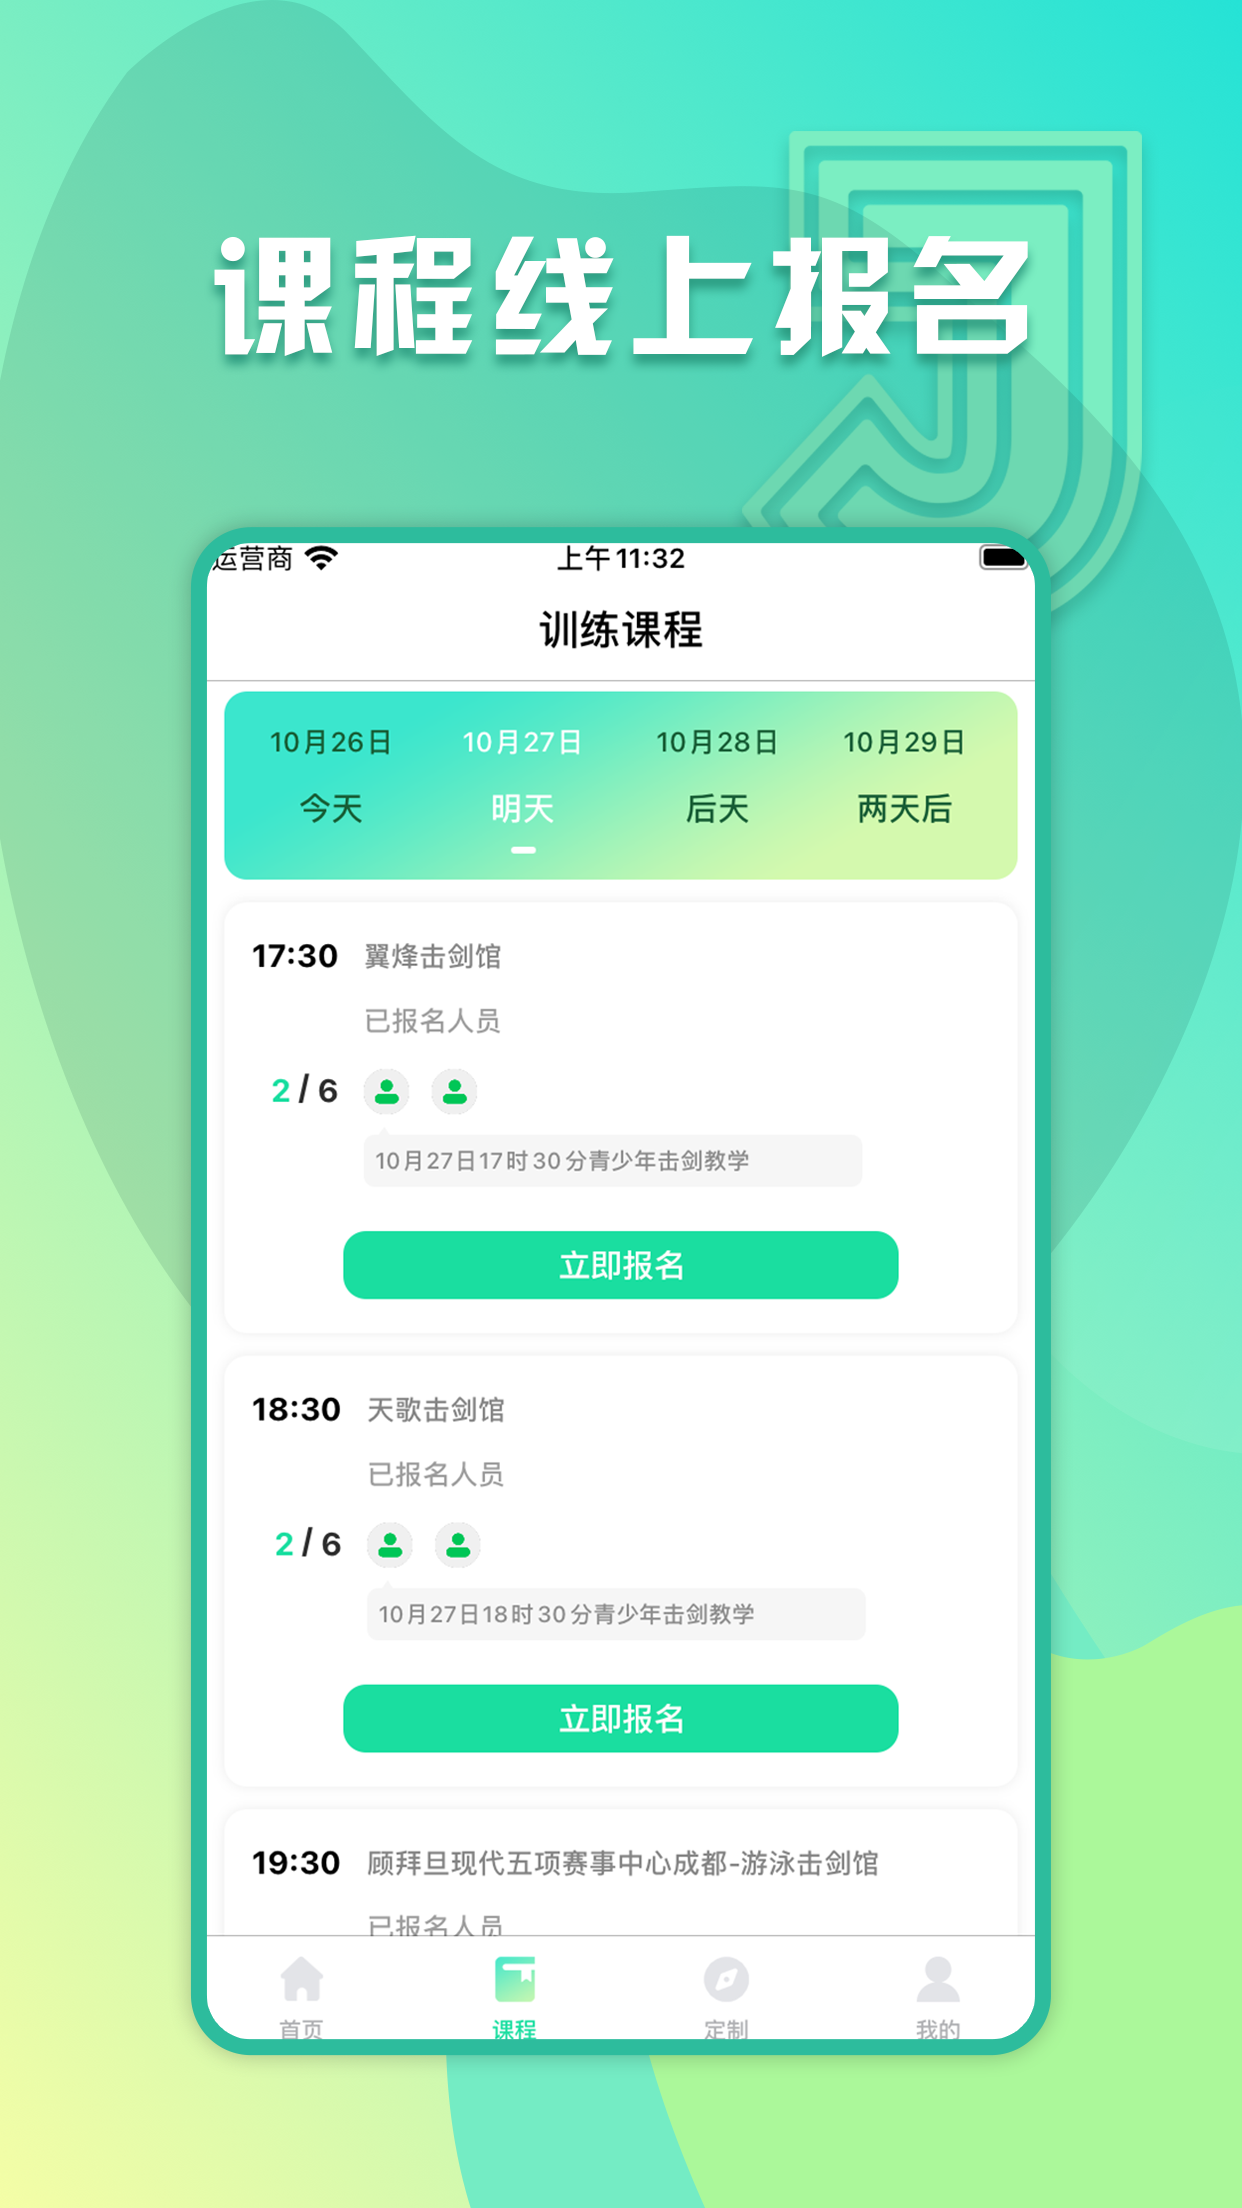 课程线上报名
运营商 上午11:32
训练课程
10月26日 10月27日 10月28日 10月29日
今天 明天 后天 两天后
17:30 翼烽击剑馆
已报名人员
2 / 6
10月27日17时30分青少年击剑教学
立即报名
18:30 天歌击剑馆
已报名人员
2 / 6
10月27日18时30分青少年击剑教学
立即报名
19:30 顾拜旦现代五项赛事中心成都-游泳击剑馆
已报名人员
首页 课程 定制 我的